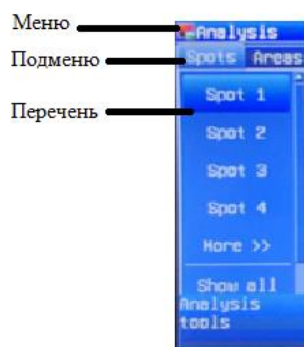 Меню
Analysis
Подменю
Spots Areas
Перечень
Spot 1
Spot 2
Spot 3
Spot 4
More >>
Show all
Analysis
tools